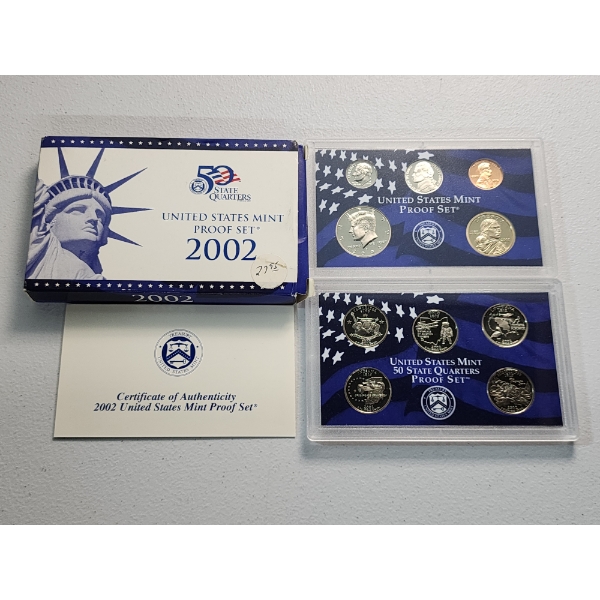 50
STATE
QUARTERS
UNITED STATES MINT
PROOF SET®
2002
27.95
2002
Certificate of Authenticity
2002 United States Mint Proof Set®
UNITED STATES MINT
PROOF SET®
UNITED STATES MINT
50 STATE QUARTERS
PROOF SET™